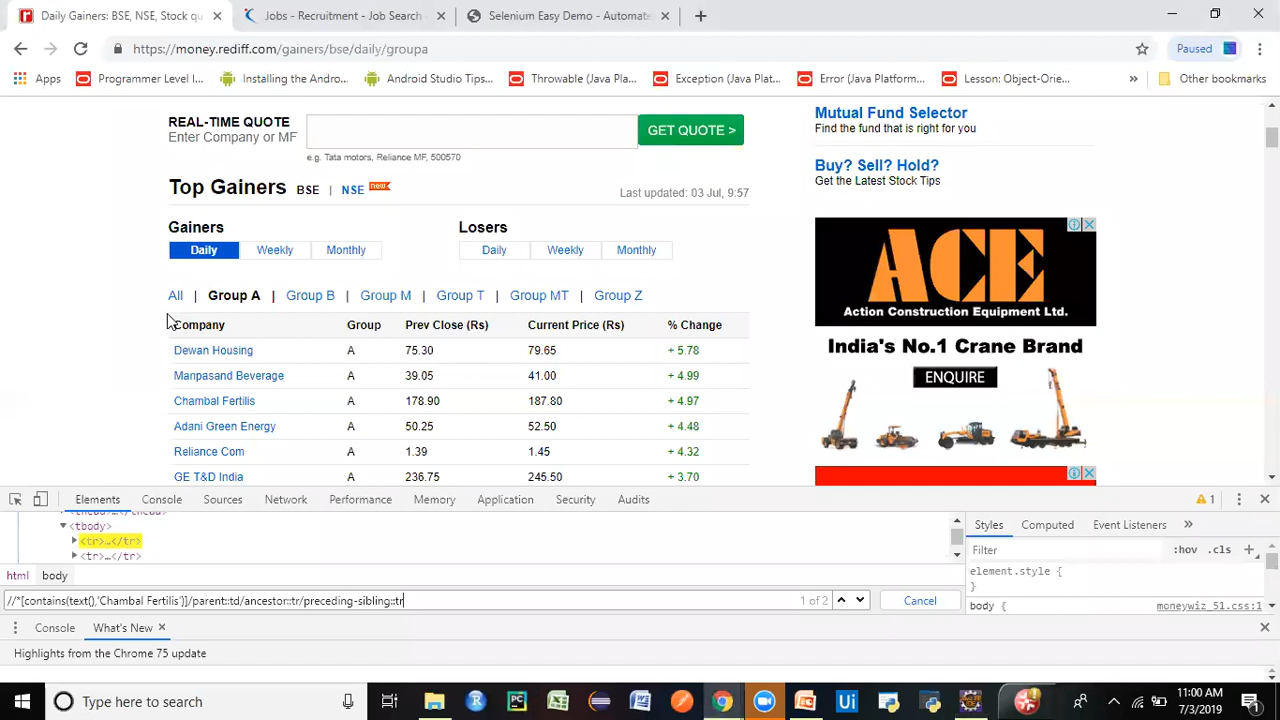 Daily Gainers: BSE, NSE, Stock qu
Jobs - Recruitment - Job Search -
Selenium Easy Demo - Automate
https://money.rediff.com/gainers/bse/daily/groupa
Paused
Apps
Programmer Level I...
Installing the Andro...
Android Studio Tips...
Throwable (Java Pla...
Exception (Java Plat...
Error (Java Platform...
Lesson: Object-Orie...
»
Other bookmarks
REAL-TIME QUOTE
Enter Company or MF
GET QUOTE >
e.g. Tata motors, Reliance MF, 500570
Top Gainers BSE | NSE new
Last updated: 03 Jul, 9:57
Gainers
Losers
Daily Weekly Monthly
Daily Weekly Monthly
All | Group A | Group B | Group M | Group T | Group MT | Group Z
Company Group Prev Close (Rs) Current Price (Rs) % Change
Dewan Housing A 75.30 79.65 + 5.78
Manpasand Beverage A 39.05 41.00 + 4.99
Chambal Fertilis A 178.90 187.80 + 4.97
Adani Green Energy A 50.25 52.50 + 4.48
Reliance Com A 1.39 1.45 + 4.32
GE T&D India A 236.75 245.50 + 3.70
Mutual Fund Selector
Find the fund that is right for you
Buy? Sell? Hold?
Get the Latest Stock Tips
ACE
Action Construction Equipment Ltd.
India's No.1 Crane Brand
ENQUIRE
Elements Console Sources Network Performance Memory Application Security Audits
1
<thead>…</thead>
<tbody>
<tr>…</tr>
<tr>…</tr>
html body
//*[contains(text(),'Chambal Fertilis')]/parent::td/ancestor::tr/preceding-sibling::tr
1 of 2
Cancel
Styles Computed Event Listeners »
Filter
:hov .cls +
element.style {
}
body {
moneywiz_51.css:1
Console What's New
Highlights from the Chrome 75 update
Type here to search
11:00 AM
7/3/2019